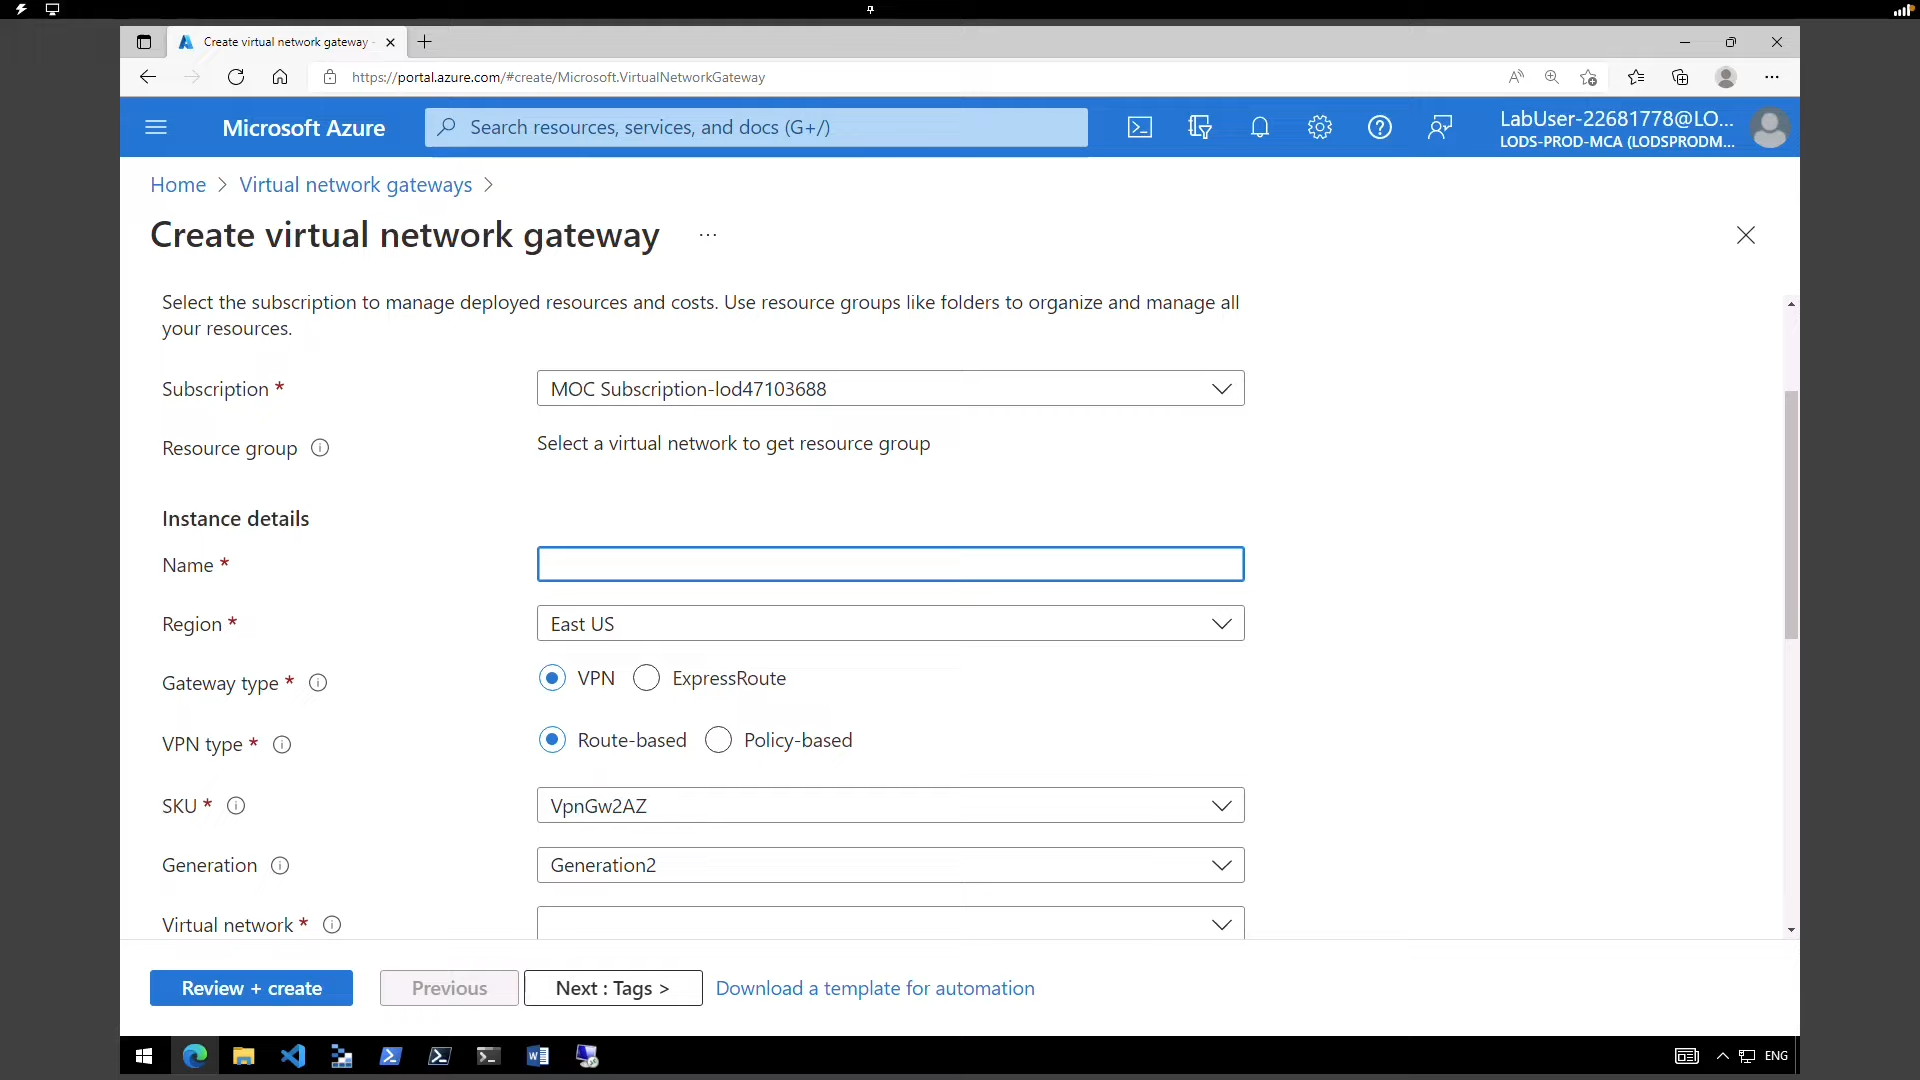 Create virtual network gateway -
https://portal.azure.com/#create/Microsoft.VirtualNetworkGateway
Microsoft Azure
Search resources, services, and docs (G+/)
LabUser-22681778@LO...
LODS-PROD-MCA (LODSPRODM...
Home > Virtual network gateways >
Create virtual network gateway ...
Select the subscription to manage deployed resources and costs. Use resource groups like folders to organize and manage all
your resources.
Subscription *
MOC Subscription-lod47103688
Resource group
Select a virtual network to get resource group
Instance details
Name *
Region *
East US
Gateway type *
VPN
ExpressRoute
VPN type *
Route-based
Policy-based
SKU *
VpnGw2AZ
Generation
Generation2
Virtual network *
Review + create
Previous
Next : Tags >
Download a template for automation
ENG